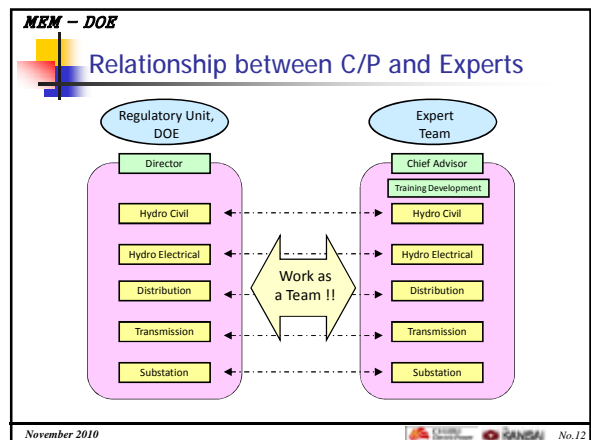 MEM - DOE
Relationship between C/P and Experts
Regulatory Unit,
DOE
Expert
Team
Director
Chief Advisor
Training Development
Hydro Civil
Hydro Civil
Hydro Electrical
Hydro Electrical
Work as
a Team !!
Distribution
Distribution
Transmission
Transmission
Substation
Substation
November 2010
KANSAI
No.12